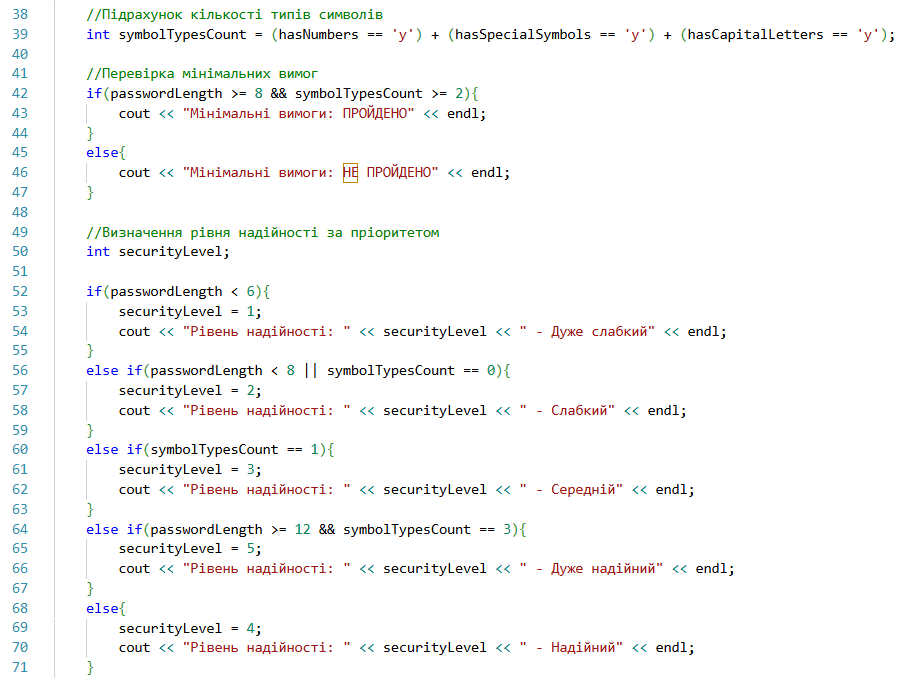 38 //Підрахунок кількості типів символів
39 int symbolTypesCount = (hasNumbers == 'y') + (hasSpecialSymbols == 'y') + (hasCapitalLetters == 'y');
40
41 //Перевірка мінімальних вимог
42 if(passwordLength >= 8 && symbolTypesCount >= 2){
43 cout << "Мінімальні вимоги: ПРОЙДЕНО" << endl;
44 }
45 else{
46 cout << "Мінімальні вимоги: НЕ ПРОЙДЕНО" << endl;
47 }
48
49 //Визначення рівня надійності за пріоритетом
50 int securityLevel;
51
52 if(passwordLength < 6){
53 securityLevel = 1;
54 cout << "Рівень надійності: " << securityLevel << " - Дуже слабкий" << endl;
55 }
56 else if(passwordLength < 8 || symbolTypesCount == 0){
57 securityLevel = 2;
58 cout << "Рівень надійності: " << securityLevel << " - Слабкий" << endl;
59 }
60 else if(symbolTypesCount == 1){
61 securityLevel = 3;
62 cout << "Рівень надійності: " << securityLevel << " - Середній" << endl;
63 }
64 else if(passwordLength >= 12 && symbolTypesCount == 3){
65 securityLevel = 5;
66 cout << "Рівень надійності: " << securityLevel << " - Дуже надійний" << endl;
67 }
68 else{
69 securityLevel = 4;
70 cout << "Рівень надійності: " << securityLevel << " - Надійний" << endl;
71 }